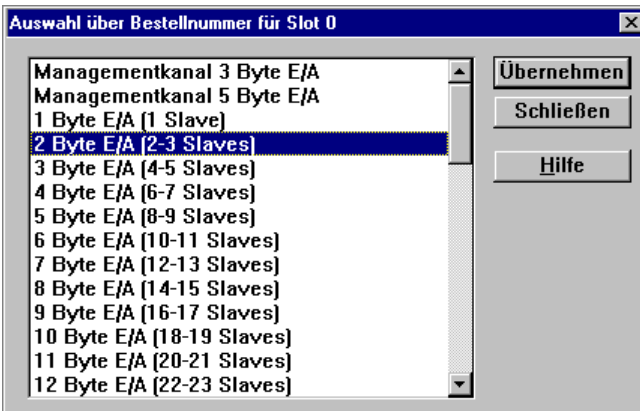 Auswahl über Bestellnummer für Slot 0
Managementkanal 3 Byte E/A
Managementkanal 5 Byte E/A
1 Byte E/A (1 Slave)
2 Byte E/A (2-3 Slaves)
3 Byte E/A (4-5 Slaves)
4 Byte E/A (6-7 Slaves)
5 Byte E/A (8-9 Slaves)
6 Byte E/A (10-11 Slaves)
7 Byte E/A (12-13 Slaves)
8 Byte E/A (14-15 Slaves)
9 Byte E/A (16-17 Slaves)
10 Byte E/A (18-19 Slaves)
11 Byte E/A (20-21 Slaves)
12 Byte E/A (22-23 Slaves)
Übernehmen
Schließen
Hilfe